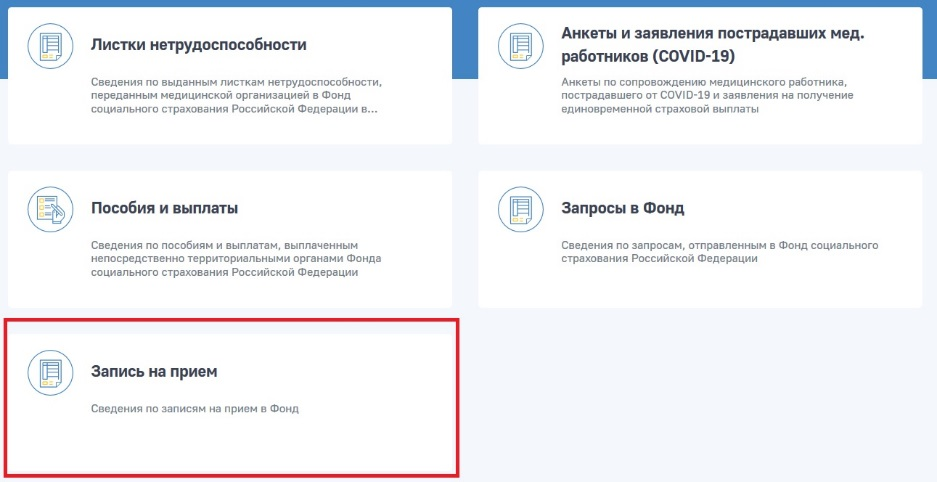 Листки нетрудоспособности
Сведения по выданным листкам нетрудоспособности,
переданным медицинской организацией в Фонд
социального страхования Российской Федерации в...
Анкеты и заявления пострадавших мед.
работников (COVID-19)
Анкеты по сопровождению медицинского работника,
пострадавшего от COVID-19 и заявления на получение
единовременной страховой выплаты
Пособия и выплаты
Сведения по пособиям и выплатам, выплаченным
непосредственно территориальными органами Фонда
социального страхования Российской Федерации
Запросы в Фонд
Сведения по запросам, отправленным в Фонд социального
страхования Российской Федерации
Запись на прием
Сведения по записям на прием в Фонд